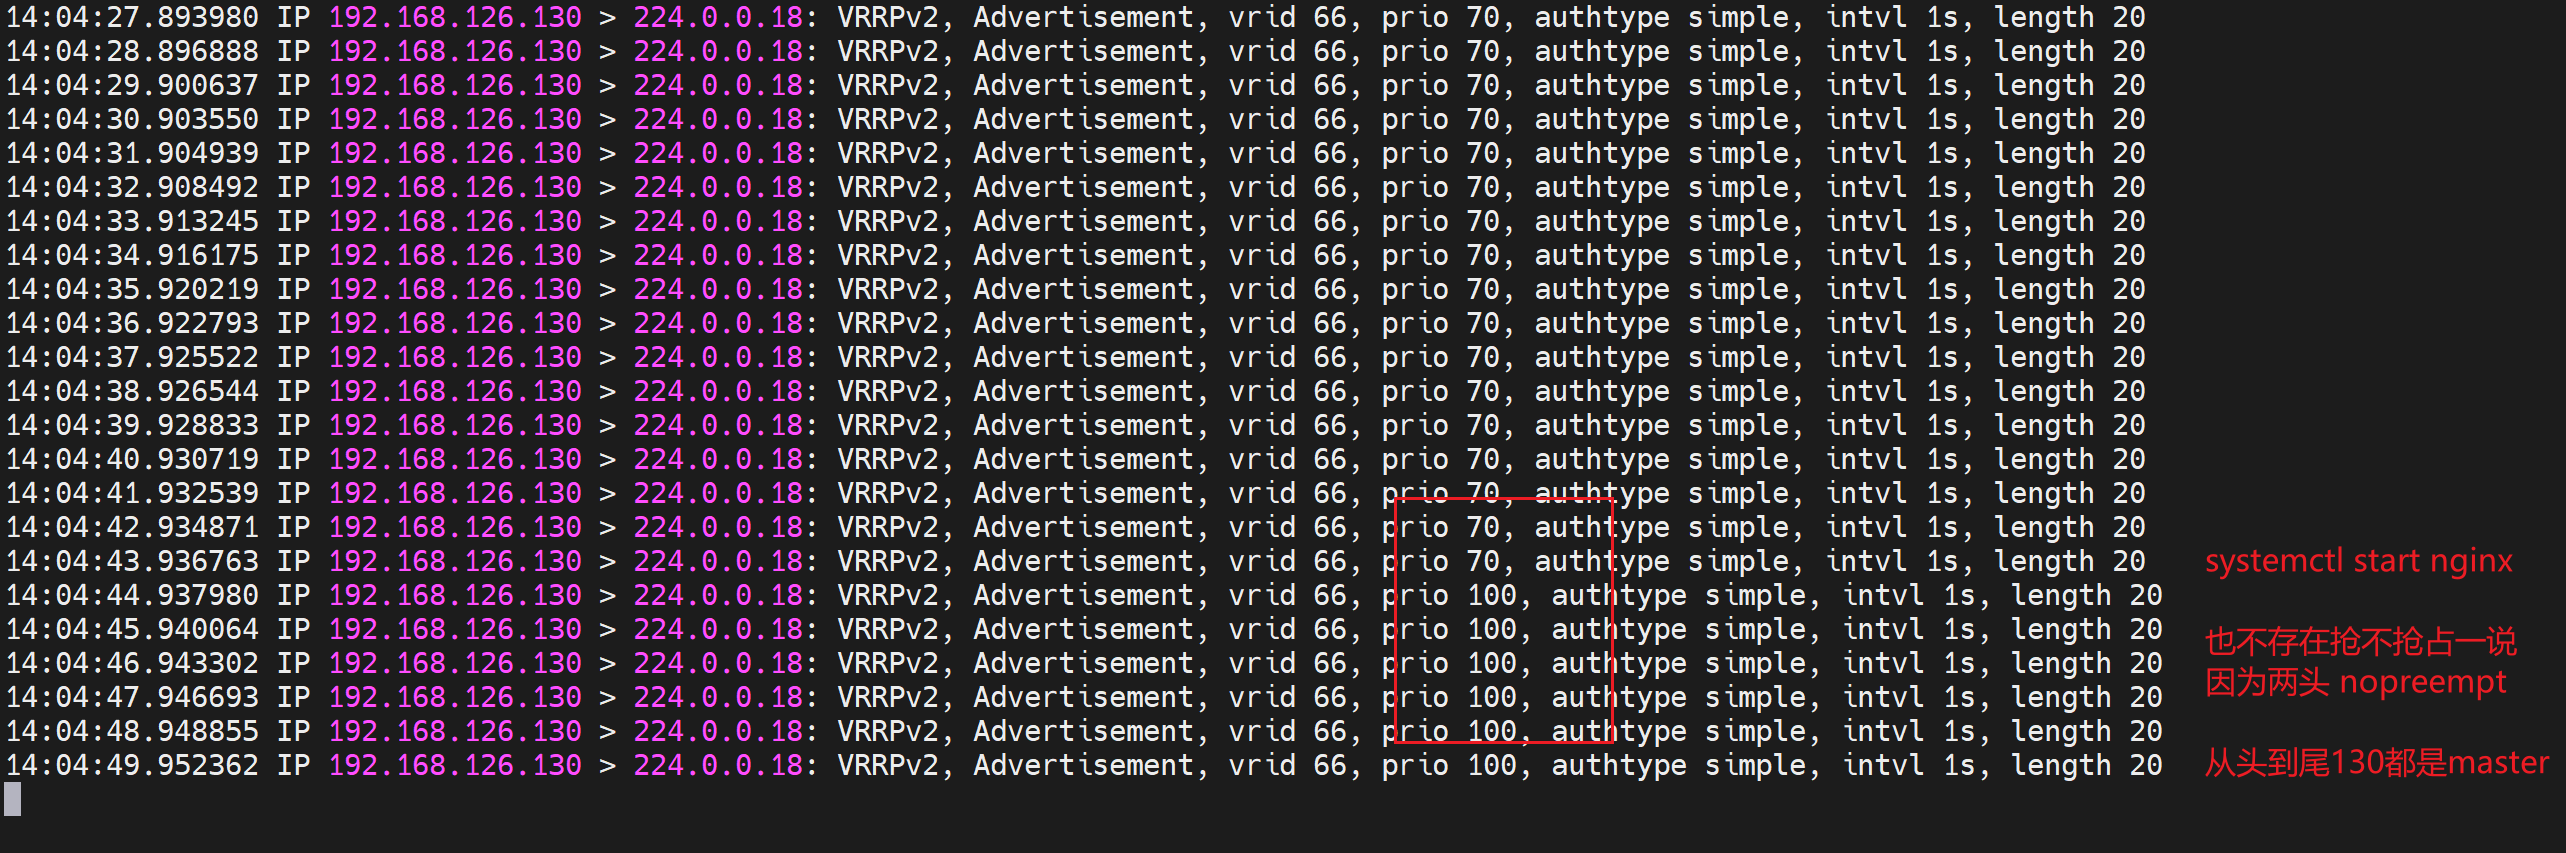 14:04:27.893980 IP 192.168.126.130 > 224.0.0.18: VRRPv2, Advertisement, vrid 66, prio 70, authtype simple, intvl 1s, length 20
14:04:28.896888 IP 192.168.126.130 > 224.0.0.18: VRRPv2, Advertisement, vrid 66, prio 70, authtype simple, intvl 1s, length 20
14:04:29.900637 IP 192.168.126.130 > 224.0.0.18: VRRPv2, Advertisement, vrid 66, prio 70, authtype simple, intvl 1s, length 20
14:04:30.903550 IP 192.168.126.130 > 224.0.0.18: VRRPv2, Advertisement, vrid 66, prio 70, authtype simple, intvl 1s, length 20
14:04:31.904939 IP 192.168.126.130 > 224.0.0.18: VRRPv2, Advertisement, vrid 66, prio 70, authtype simple, intvl 1s, length 20
14:04:32.908492 IP 192.168.126.130 > 224.0.0.18: VRRPv2, Advertisement, vrid 66, prio 70, authtype simple, intvl 1s, length 20
14:04:33.913245 IP 192.168.126.130 > 224.0.0.18: VRRPv2, Advertisement, vrid 66, prio 70, authtype simple, intvl 1s, length 20
14:04:34.916175 IP 192.168.126.130 > 224.0.0.18: VRRPv2, Advertisement, vrid 66, prio 70, authtype simple, intvl 1s, length 20
14:04:35.920219 IP 192.168.126.130 > 224.0.0.18: VRRPv2, Advertisement, vrid 66, prio 70, authtype simple, intvl 1s, length 20
14:04:36.922793 IP 192.168.126.130 > 224.0.0.18: VRRPv2, Advertisement, vrid 66, prio 70, authtype simple, intvl 1s, length 20
14:04:37.925522 IP 192.168.126.130 > 224.0.0.18: VRRPv2, Advertisement, vrid 66, prio 70, authtype simple, intvl 1s, length 20
14:04:38.926544 IP 192.168.126.130 > 224.0.0.18: VRRPv2, Advertisement, vrid 66, prio 70, authtype simple, intvl 1s, length 20
14:04:39.928833 IP 192.168.126.130 > 224.0.0.18: VRRPv2, Advertisement, vrid 66, prio 70, authtype simple, intvl 1s, length 20
14:04:40.930719 IP 192.168.126.130 > 224.0.0.18: VRRPv2, Advertisement, vrid 66, prio 70, authtype simple, intvl 1s, length 20
14:04:41.932539 IP 192.168.126.130 > 224.0.0.18: VRRPv2, Advertisement, vrid 66, prio 70, authtype simple, intvl 1s, length 20
14:04:42.934871 IP 192.168.126.130 > 224.0.0.18: VRRPv2, Advertisement, vrid 66, prio 70, authtype simple, intvl 1s, length 20
14:04:43.936763 IP 192.168.126.130 > 224.0.0.18: VRRPv2, Advertisement, vrid 66, prio 70, authtype simple, intvl 1s, length 20
systemctl start nginx
14:04:44.937980 IP 192.168.126.130 > 224.0.0.18: VRRPv2, Advertisement, vrid 66, prio 100, authtype simple, intvl 1s, length 20
14:04:45.940064 IP 192.168.126.130 > 224.0.0.18: VRRPv2, Advertisement, vrid 66, prio 100, authtype simple, intvl 1s, length 20
也不存在抢不抢占一说
14:04:46.943302 IP 192.168.126.130 > 224.0.0.18: VRRPv2, Advertisement, vrid 66, prio 100, authtype simple, intvl 1s, length 20
因为两头 nopreempt
14:04:47.946693 IP 192.168.126.130 > 224.0.0.18: VRRPv2, Advertisement, vrid 66, prio 100, authtype simple, intvl 1s, length 20
14:04:48.948855 IP 192.168.126.130 > 224.0.0.18: VRRPv2, Advertisement, vrid 66, prio 100, authtype simple, intvl 1s, length 20
14:04:49.952362 IP 192.168.126.130 > 224.0.0.18: VRRPv2, Advertisement, vrid 66, prio 100, authtype simple, intvl 1s, length 20
从头到尾130都是master